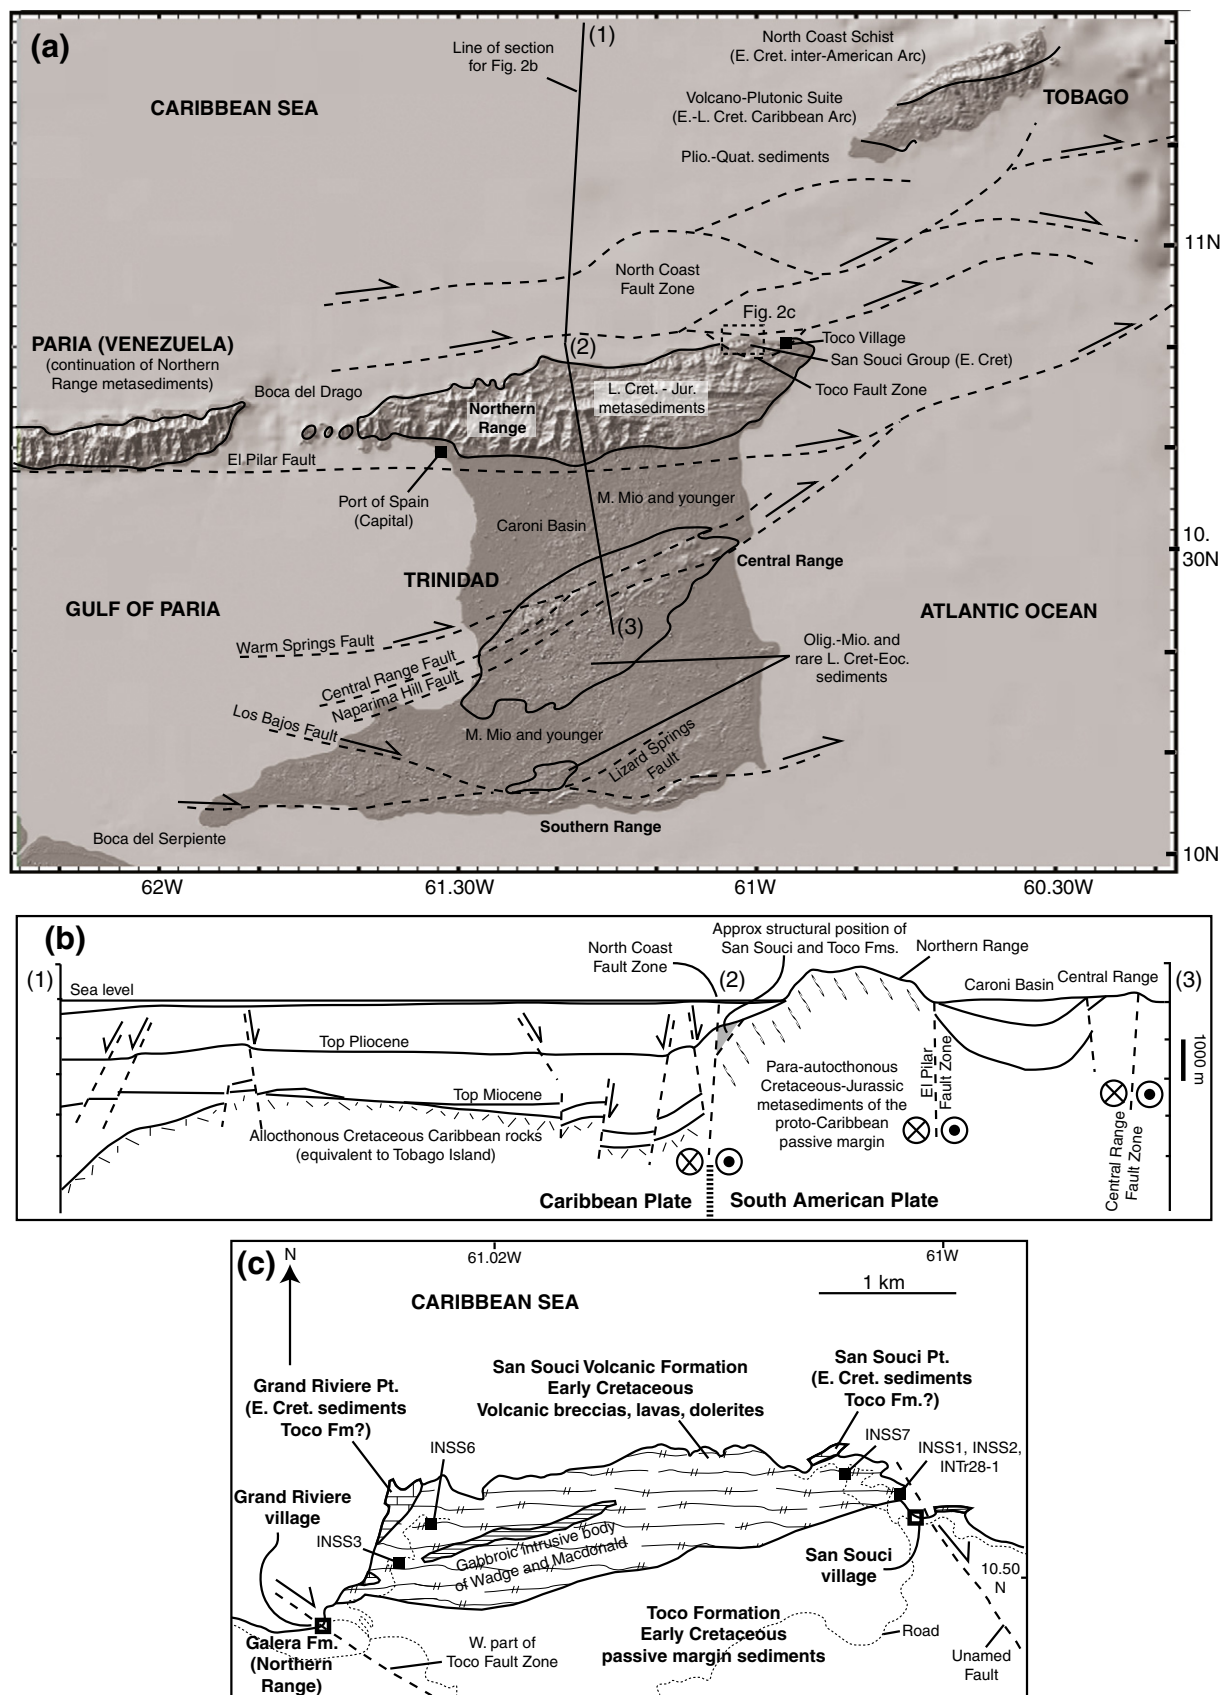 (a)
Line of section
for Fig. 2b
(1)
North Coast Schist
(E. Cret. inter-American Arc)
CARIBBEAN SEA
TOBAGO
Volcano-Plutonic Suite
(E.-L. Cret. Caribbean Arc)
Plio.-Quat. sediments
11N
North Coast
Fault Zone
Fig. 2c
PARIA (VENEZUELA)
(continuation of Northern
Range metasediments)
(2)
Toco Village
San Souci Group (E. Cret)
Boca del Drago
L. Cret. - Jur.
metasediments
Toco Fault Zone
Northern
Range
El Pilar Fault
Port of Spain
(Capital)
M. Mio and younger
Caroni Basin
10.
30N
Central Range
TRINIDAD
GULF OF PARIA
ATLANTIC OCEAN
(3)
Warm Springs Fault
Olig.-Mio. and
rare L. Cret-Eoc.
sediments
Central Range Fault
Naparima Hill Fault
Los Bajos Fault
M. Mio and younger
Lizard Springs
Fault
Southern Range
Boca del Serpiente
10N
62W
61.30W
61W
60.30W
(b)
Approx structural position of
San Souci and Toco Fms.
North Coast
Fault Zone
Northern Range
(1)
Sea level
(2)
Caroni Basin
Central Range
(3)
Top Pliocene
1000 m
Para-autocthonous
Cretaceous-Jurassic
metasediments of the
proto-Caribbean
passive margin
El Pilar
Fault Zone
Top Miocene
Allocthonous Cretaceous Caribbean rocks
(equivalent to Tobago Island)
Central Range
Fault Zone
Caribbean Plate
South American Plate
(c)
N
61.02W
61W
1 km
CARIBBEAN SEA
San Souci Pt.
(E. Cret. sediments
Toco Fm.?)
San Souci Volcanic Formation
Early Cretaceous
Volcanic breccias, lavas, dolerites
Grand Riviere Pt.
(E. Cret. sediments
Toco Fm?)
INSS6
INSS7
INSS1, INSS2,
INTr28-1
Grand Riviere
village
INSS3
Gabbroic intrusive body
of Wadge and Macdonald
San Souci
village
10.50
N
Toco Formation
Early Cretaceous
passive margin sediments
Road
Galera Fm.
(Northern
Range)
W. part of
Toco Fault Zone
Unamed
Fault